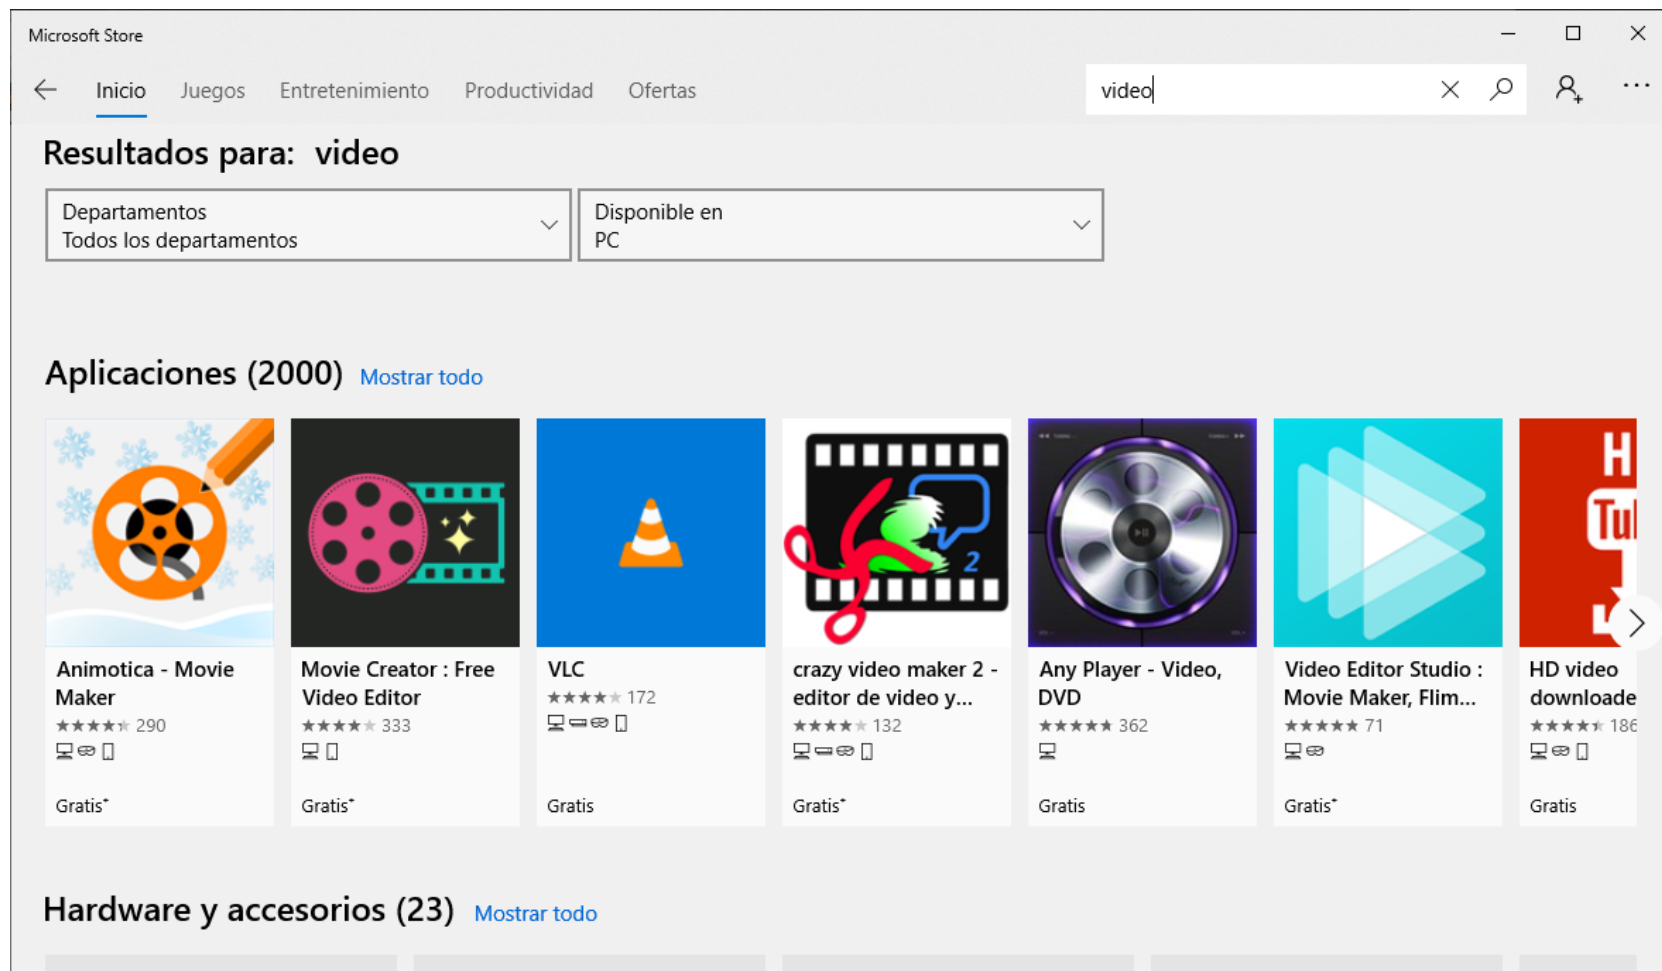 Microsoft Store
Inicio Juegos Entretenimiento Productividad Ofertas
video
Resultados para: video
Departamentos
Todos los departamentos
Disponible en
PC
Aplicaciones (2000) Mostrar todo
2
H
Tu
Animotica - Movie
Maker
290
Gratis*
Movie Creator : Free
Video Editor
333
Gratis*
VLC
172
Gratis
crazy video maker 2 -
editor de video y...
132
Gratis*
Any Player - Video,
DVD
362
Gratis
Video Editor Studio :
Movie Maker, Flim...
71
Gratis*
HD video
downloade
186
Gratis
Hardware y accesorios (23) Mostrar todo